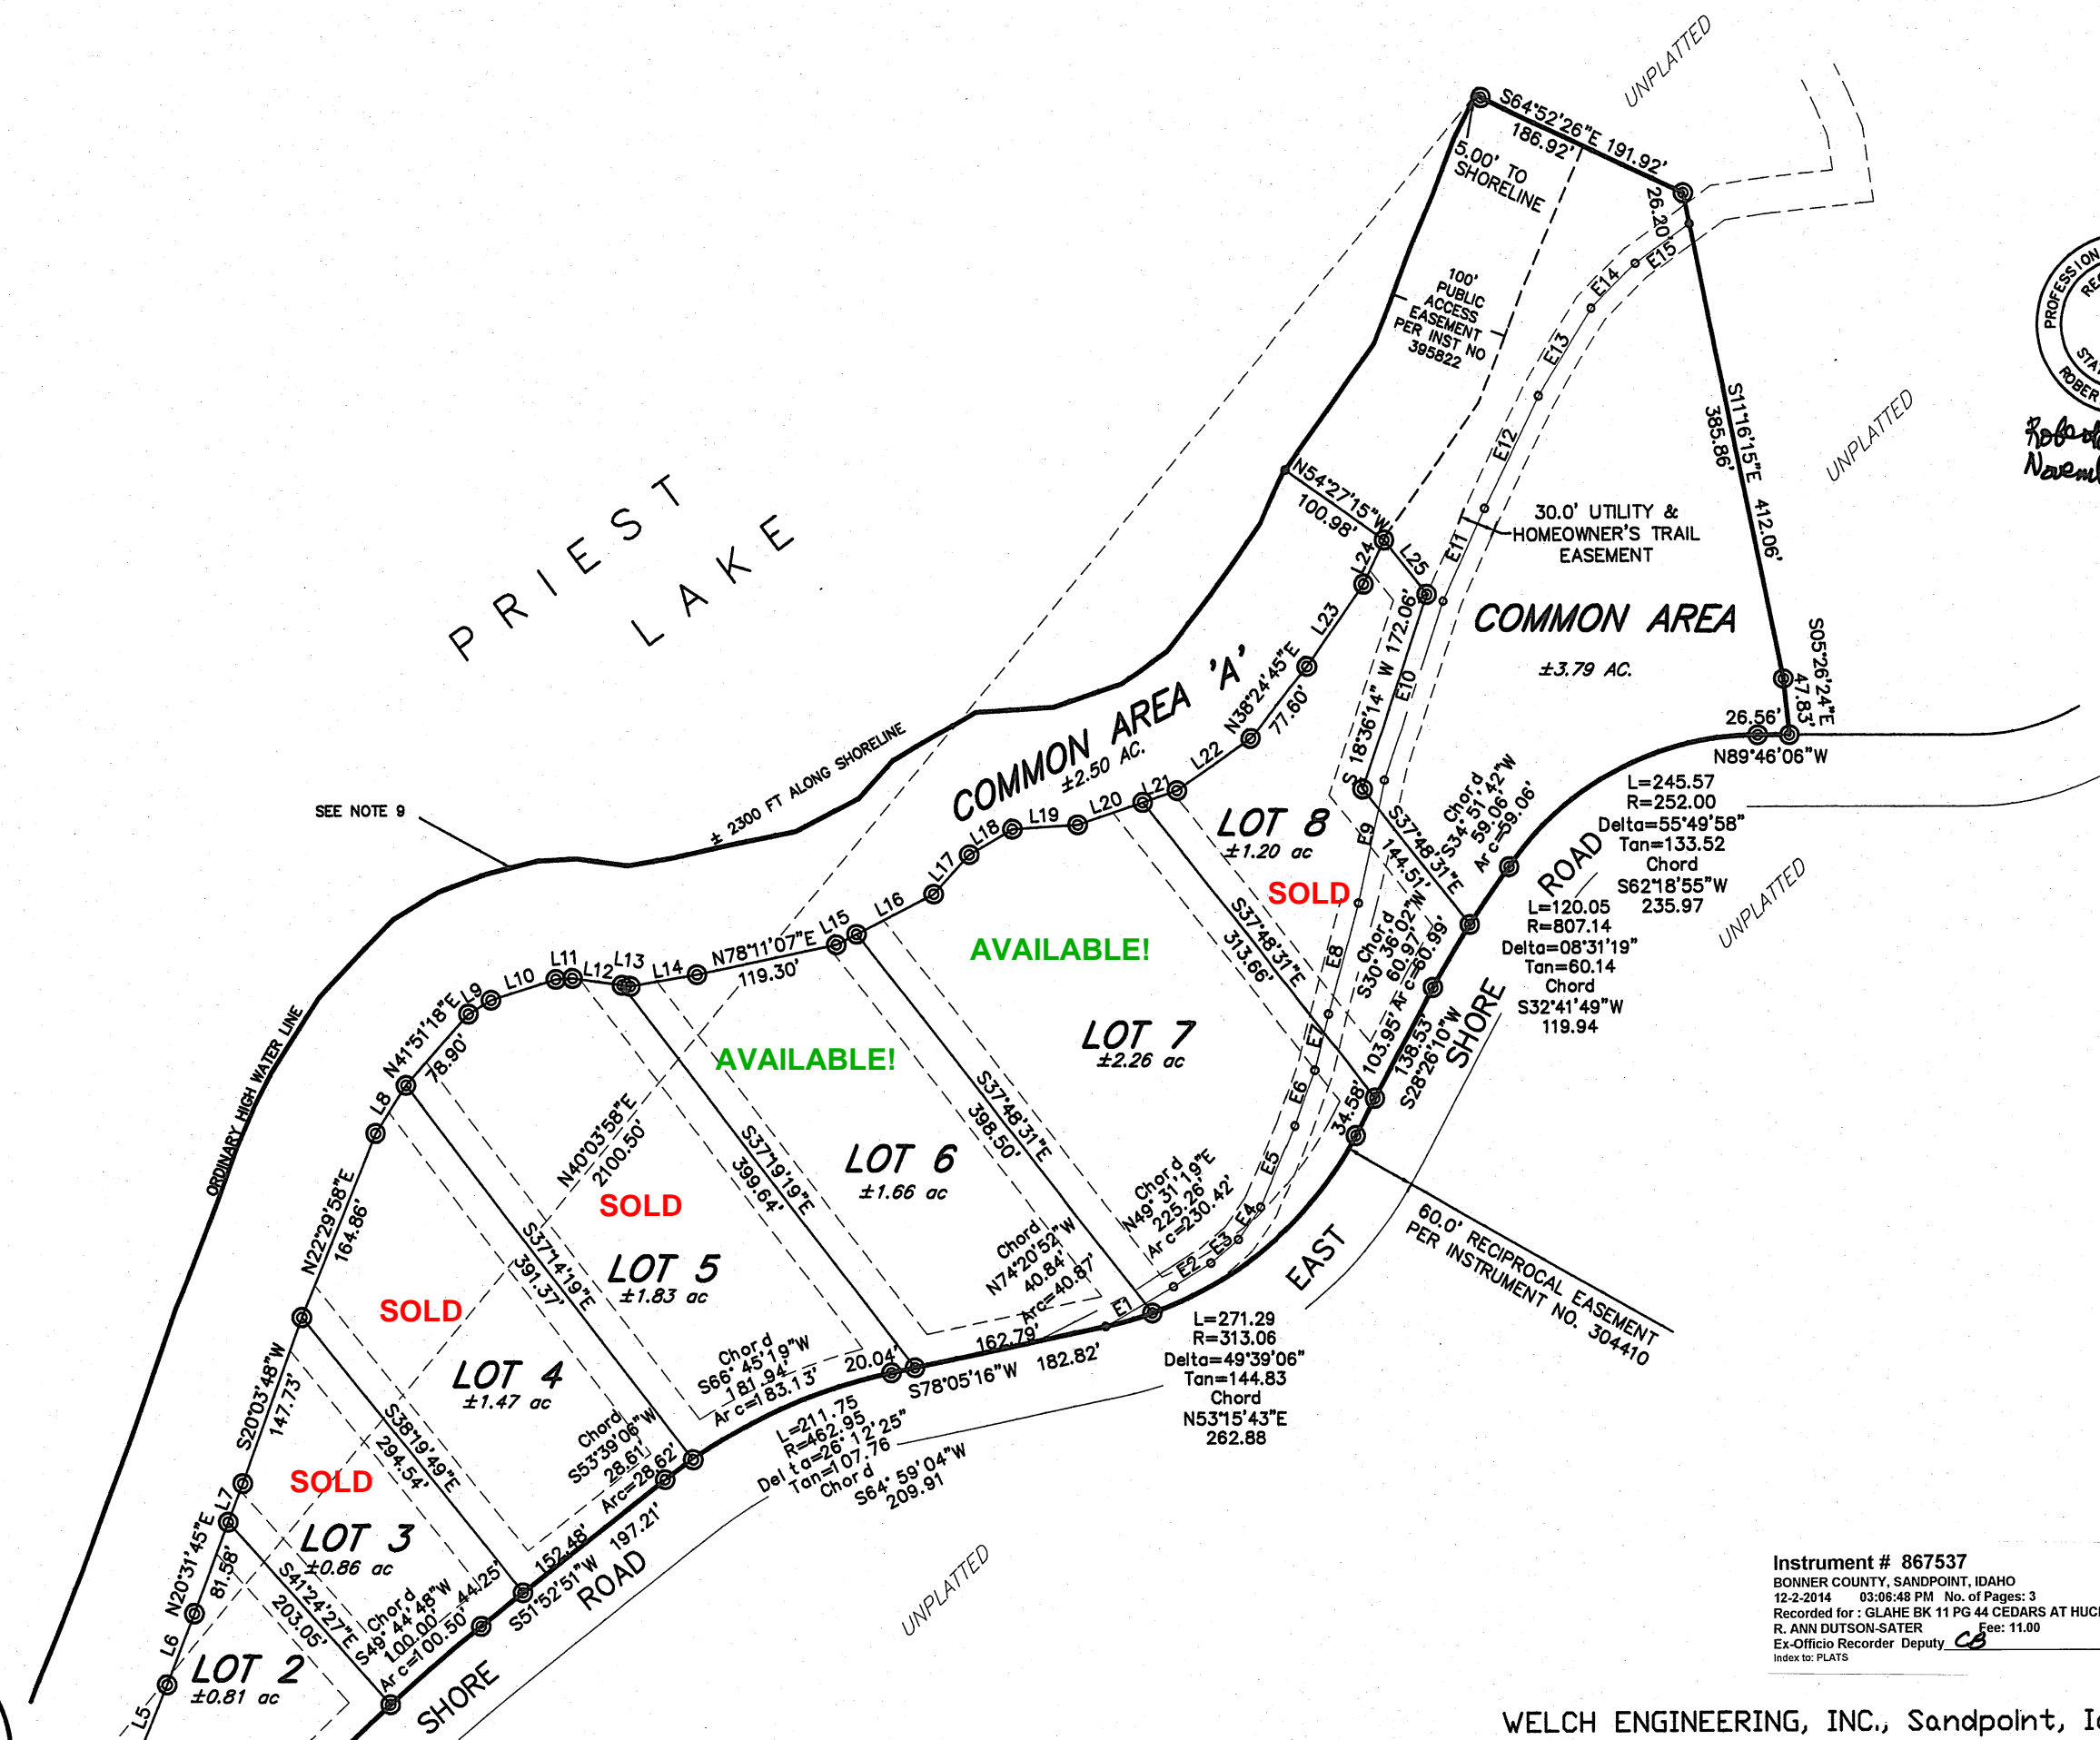 UNPLATTED
S64°52'26"E 191.92'
186.92'
5.00' TO
SHORELINE
26.20'
E15
E14
E13
E12
E11
100'
PUBLIC
ACCESS
EASEMENT
PER INST NO
395822
S11°16'15"E 412.06'
385.86'
UNPLATTED
PROFESSION
ROBER
Novem
PRIEST
LAKE
N54°27'15"W
100.98'
L24
L25
L23
30.0' UTILITY &
HOMEOWNER'S TRAIL
EASEMENT
COMMON AREA
±3.79 AC.
S05°26'24"E
47.83'
26.56'
N89°46'06"W
S 18°36'14" W 172.06'
E10
N38°24'45"E
77.60'
COMMON AREA 'A'
±2.50 AC.
± 2300 FT ALONG SHORELINE
SEE NOTE 9
L22
L21
L20
L19
L18
L17
L16
L15
LOT 8
±1.20 ac
SOLD
E9
E8
E7
E6
E5
E4
E3
E2
E1
S37°48'31"E
144.51'
Chord
S34°51'42"W
59.06'
Arc=59.06'
L=245.57
R=252.00
Delta=55°49'58"
Tan=133.52
Chord
S62°18'55"W
235.97
ROAD
L=120.05
R=807.14
Delta=08°31'19"
Tan=60.14
Chord
S32°41'49"W
119.94
UNPLATTED
Chord
S30°36'02"W
60.97'
Arc=60.99'
SHORE
103.95'
138.53'
S28°26'10"W
34.58'
S37°48'31"E
313.66'
AVAILABLE!
LOT 7
±2.26 ac
N78°11'07"E
119.30'
L14
L13
L12
L11
L10
L9
N41°51'18"E
78.90'
L8
ORDINARY HIGH WATER LINE
AVAILABLE!
S37°48'31"E
398.50'
LOT 6
±1.66 ac
S37°19'19"E
399.64'
N40°03'58"E
2100.50'
SOLD
LOT 5
±1.83 ac
N22°29'58"E
164.86'
S37°14'19"E
391.37'
SOLD
LOT 4
±1.47 ac
Chord
N49°31'19"E
225.26'
Arc=230.42'
Chord
N74°20'52"W
40.84'
Arc=40.87'
EAST
60.0' RECIPROCAL EASEMENT
PER INSTRUMENT NO. 304410
L=271.29
R=313.06
Delta=49°39'06"
Tan=144.83
Chord
N53°15'43"E
262.88
162.79'
20.04'
S78°05'16"W 182.82'
Chord
S66°45'19"W
181.94'
Arc=183.13'
L=211.75
R=462.95
Delta=26°12'25"
Tan=107.76
Chord
S64°59'04"W
209.91
Chord
S53°39'06"W
28.61'
Arc=28.62'
S20°03'48"W
147.73'
S38°19'49"E
294.54'
SOLD
L7
LOT 3
±0.86 ac
152.48'
S51°52'51"W 197.21'
44.25'
ROAD
N20°31'45"E
81.58'
S41°24'27"E
203.05'
Chord
S49°44'48"W
100.00'
Arc=100.50'
L6
LOT 2
±0.81 ac
L5
SHORE
UNPLATTED
Instrument # 867537
BONNER COUNTY, SANDPOINT, IDAHO
12-2-2014 03:06:48 PM No. of Pages: 3
Recorded for : GLAHE BK 11 PG 44 CEDARS AT HUC
R. ANN DUTSON-SATER Fee: 11.00
Ex-Officio Recorder Deputy CB
Index to: PLATS
WELCH ENGINEERING, INC., Sandpoint,